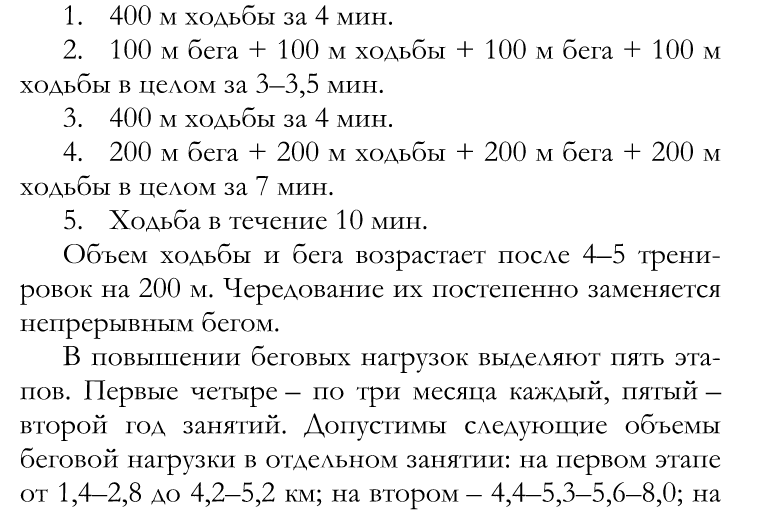 1. 400 м ходьбы за 4 мин.
2. 100 м бега + 100 м ходьбы + 100 м бега + 100 м
ходьбы в целом за 3–3,5 мин.
3. 400 м ходьбы за 4 мин.
4. 200 м бега + 200 м ходьбы + 200 м бега + 200 м
ходьбы в целом за 7 мин.
5. Ходьба в течение 10 мин.
Объем ходьбы и бега возрастает после 4–5 трени-
ровок на 200 м. Чередование их постепенно заменяется
непрерывным бегом.
В повышении беговых нагрузок выделяют пять эта-
пов. Первые четыре – по три месяца каждый, пятый –
второй год занятий. Допустимы следующие объемы
беговой нагрузки в отдельном занятии: на первом этапе
от 1,4–2,8 до 4,2–5,2 км; на втором – 4,4–5,3–5,6–8,0; на